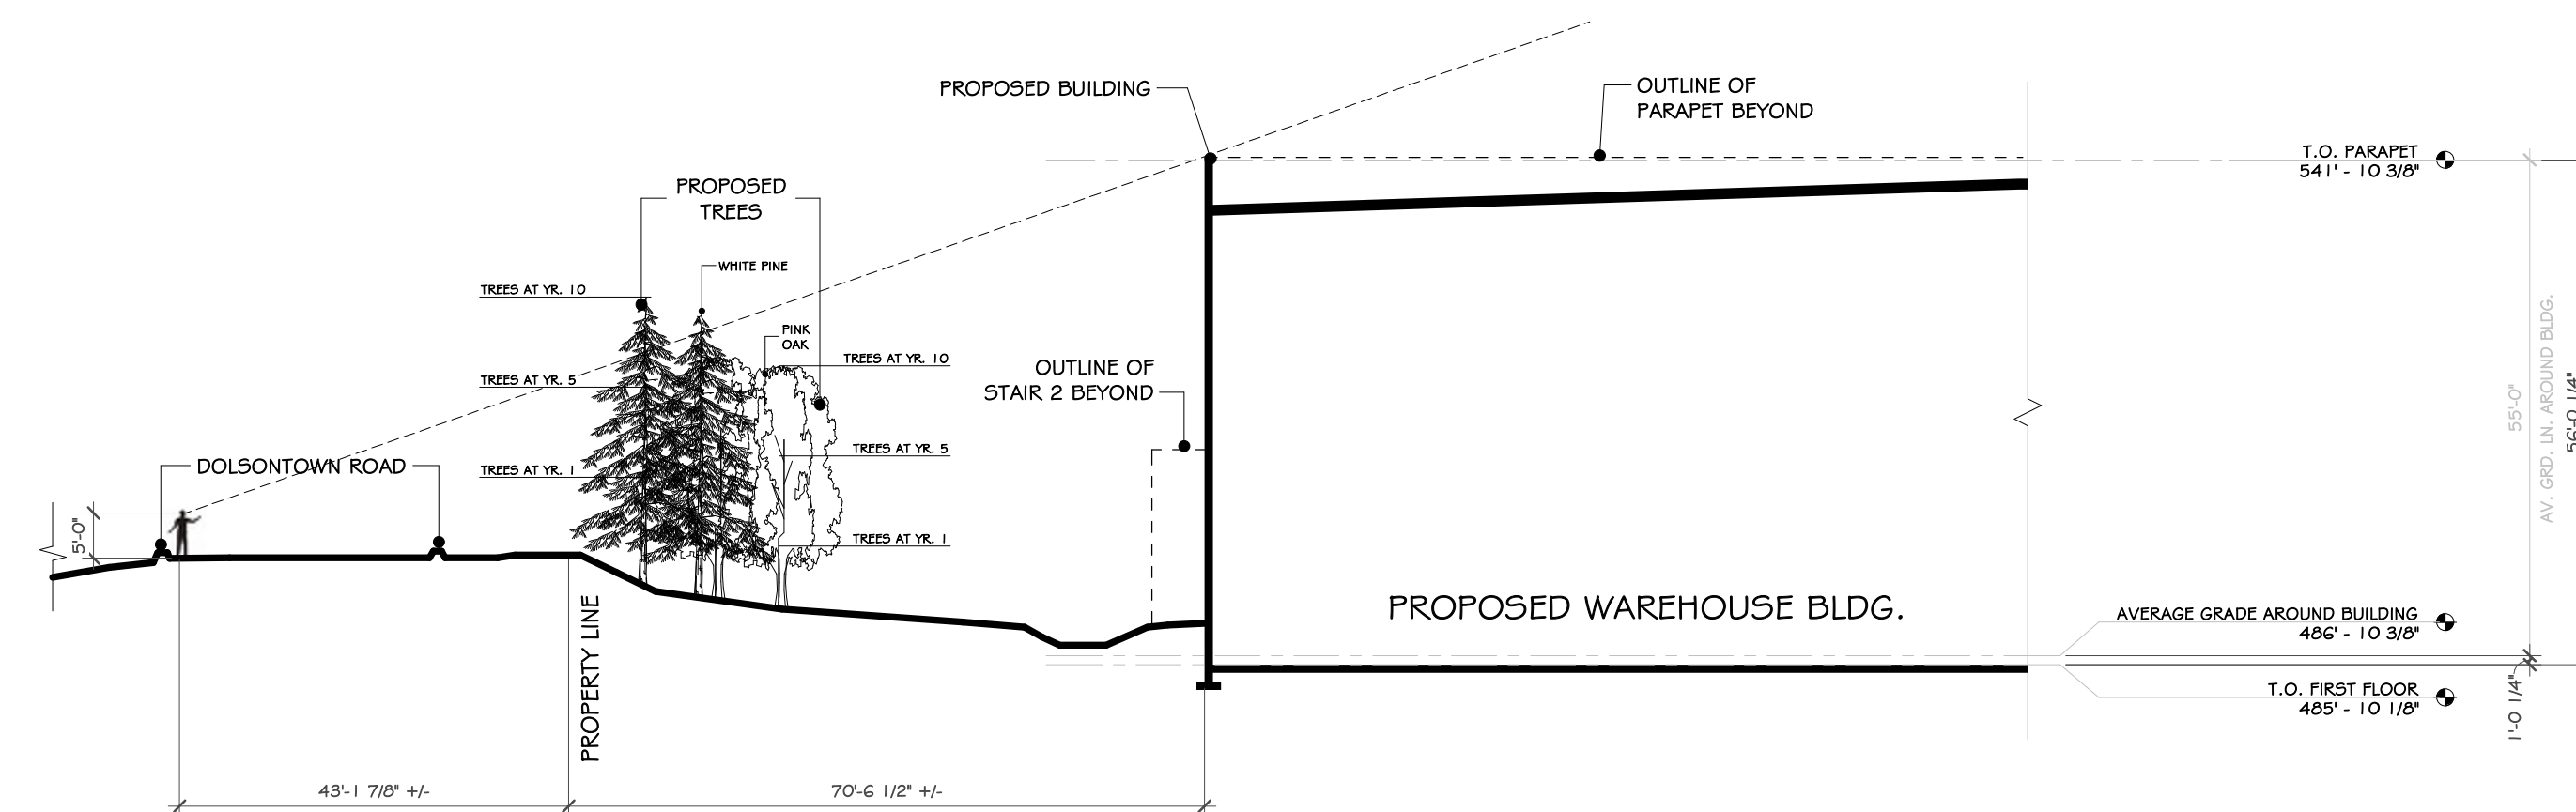 PROPOSED BUILDING
OUTLINE OF
PARAPET BEYOND
T.O. PARAPET
541' - 10 3/8"
PROPOSED
TREES
WHITE PINE
TREES AT YR. 10
PINK
OAK
TREES AT YR. 10
TREES AT YR. 5
OUTLINE OF
STAIR 2 BEYOND
TREES AT YR. 5
DOLSONTOWN ROAD
TREES AT YR. 1
TREES AT YR. 1
5'-0"
PROPERTY LINE
PROPOSED WAREHOUSE BLDG.
55'-0"
AV. GRD. LN. AROUND BLDG.
56'-0 1/4"
AVERAGE GRADE AROUND BUILDING
486' - 10 3/8"
T.O. FIRST FLOOR
485' - 10 1/8"
1'-0 1/4"
43'-1 7/8" +/-
70'-6 1/2" +/-